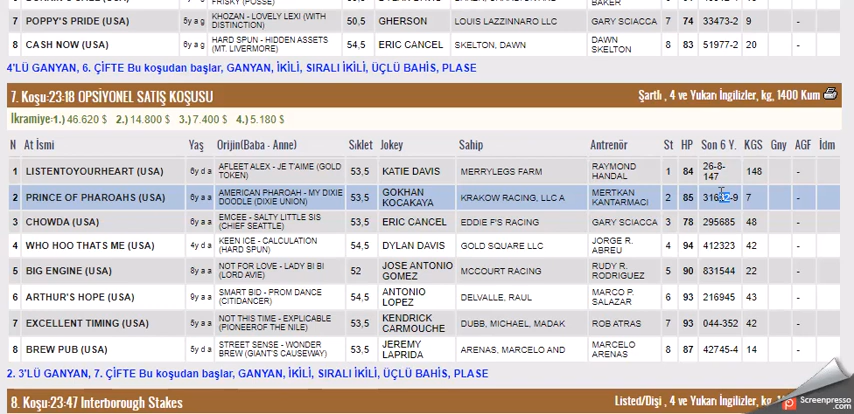 FRISKY (POSSE)
BAKER
7 POPPY'S PRIDE (USA) 5y a g KHOZAN - LOVELY LEXI (WITH DISTINCTION) 50,5 GHERSON LOUIS LAZZINNARO LLC GARY SCIACCA 7 74 33473-2 9
8 CASH NOW (USA) 6y a g HARD SPUN - HIDDEN ASSETS (MT. LIVERMORE) 54,5 ERIC CANCEL SKELTON, DAWN DAWN SKELTON 8 83 51977-2 20
4'LÜ GANYAN, 6. ÇİFTE Bu koşudan başlar, GANYAN, İKİLİ, SIRALI İKİLİ, ÜÇLÜ BAHİS, PLASE
7. Koşu:23:18 OPSİYONEL SATIŞ KOŞUSU Şartlı , 4 ve Yukarı İngilizler, kg, 1400 Kum
İkramiye:1.) 46.620 $ 2.) 14.800 $ 3.) 7.400 $ 4.) 5.180 $
N At İsmi Yaş Orijin(Baba - Anne) Sıklet Jokey Sahip Antrenör St HP Son 6 Y. KGS Gny AGF İdm
1 LISTENTOYOURHEART (USA) 6y d a AFLEET ALEX - JE T'AIME (GOLD TOKEN) 53,5 KATIE DAVIS MERRYLEGS FARM RAYMOND HANDAL 1 84 26-8-147 148 -
2 PRINCE OF PHAROAHS (USA) 6y a a AMERICAN PHAROAH - MY DIXIE DOODLE (DIXIE UNION) 53,5 GOKHAN KOCAKAYA KRAKOW RACING, LLC A MERTKAN KANTARMACI 2 85 7 -
3 CHOWDA (USA) 6y a a EMCEE - SALTY LITTLE SIS (CHIEF SEATTLE) 53,5 ERIC CANCEL EDDIE F'S RACING GARY SCIACCA 3 78 295685 48 -
4 WHO HOO THATS ME (USA) 4y d a KEEN ICE - CALCULATION (HARD SPUN) 54,5 DYLAN DAVIS GOLD SQUARE LLC JORGE R. ABREU 4 94 412323 42 -
5 BIG ENGINE (USA) 8y a a NOT FOR LOVE - LADY BI BI (LORD AVIE) 52 JOSE ANTONIO GOMEZ MCCOURT RACING RUDY R. RODRIGUEZ 5 90 831544 22 -
6 ARTHUR'S HOPE (USA) 9y a a SMART BID - PROM DANCE (CITIDANCER) 54,5 ANTONIO LOPEZ DELVALLE, RAUL MARCO P. SALAZAR 6 93 216945 43 -
7 EXCELLENT TIMING (USA) 5y a a NOT THIS TIME - EXPLICABLE (PIONEEROF THE NILE) 53,5 KENDRICK CARMOUCHE DUBB, MICHAEL, MADAK ROB ATRAS 7 93 044-352 42 -
8 BREW PUB (USA) 5y d a STREET SENSE - WONDER BREW (GIANT'S CAUSEWAY) 53,5 JEREMY LAPRIDA ARENAS, MARCELO AND MARCELO ARENAS 8 87 42745-4 14 -
2. 3'LÜ GANYAN, 7. ÇİFTE Bu koşudan başlar, GANYAN, İKİLİ, SIRALI İKİLİ, ÜÇLÜ BAHİS, PLASE
8. Koşu:23:47 Interborough Stakes Listed/Dişi , 4 ve Yukarı İngilizler, kg,
Screenpresso
.com